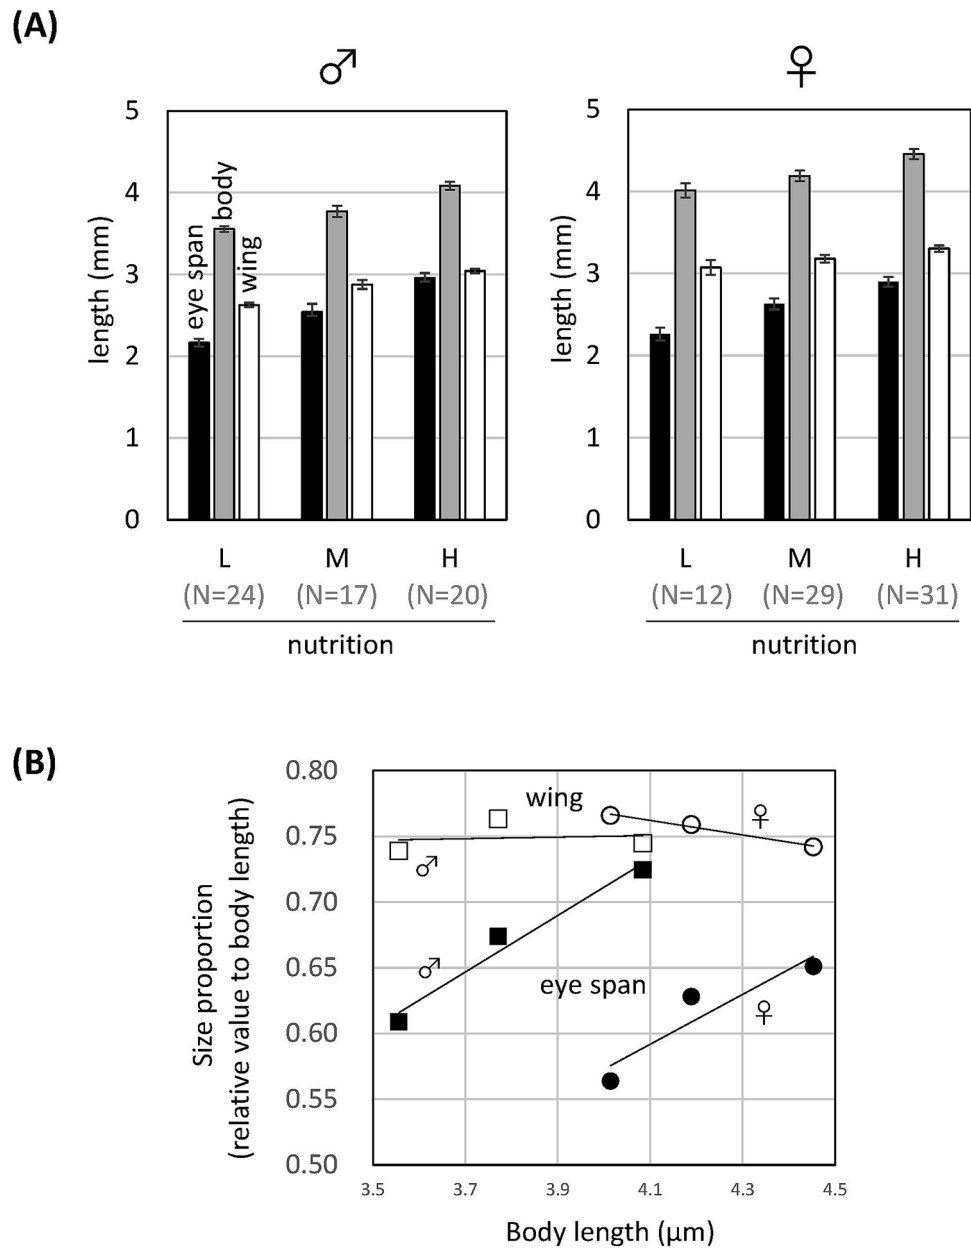 (A)
♂ ♀
5
4
3
2
1
0
length (mm)
eye span
body
wing
L M H
(N=24) (N=17) (N=20)
nutrition
5
4
3
2
1
0
length (mm)
L M H
(N=12) (N=29) (N=31)
nutrition
(B)
0.80
0.75
0.70
0.65
0.60
0.55
0.50
Size proportion
(relative value to body length)
wing
♀
♂
♂
eye span
♀
3.5 3.7 3.9 4.1 4.3 4.5
Body length (µm)